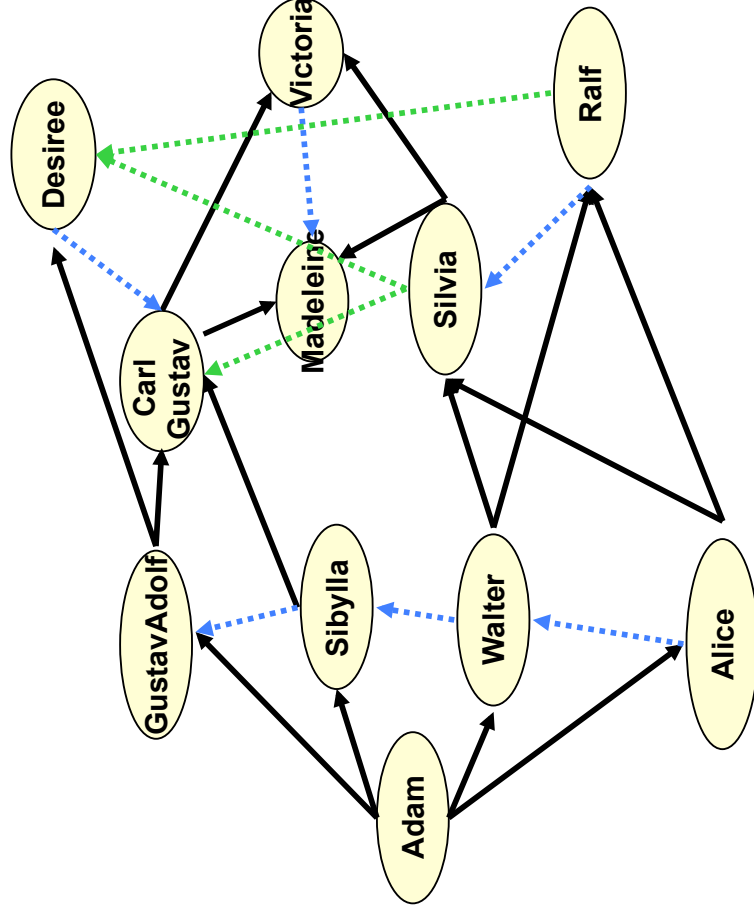 Desiree
GustavAdolf
Carl
Gustav
Victoria
Sibylla
Madeleine
Adam
Silvia
Walter
Ralf
Alice